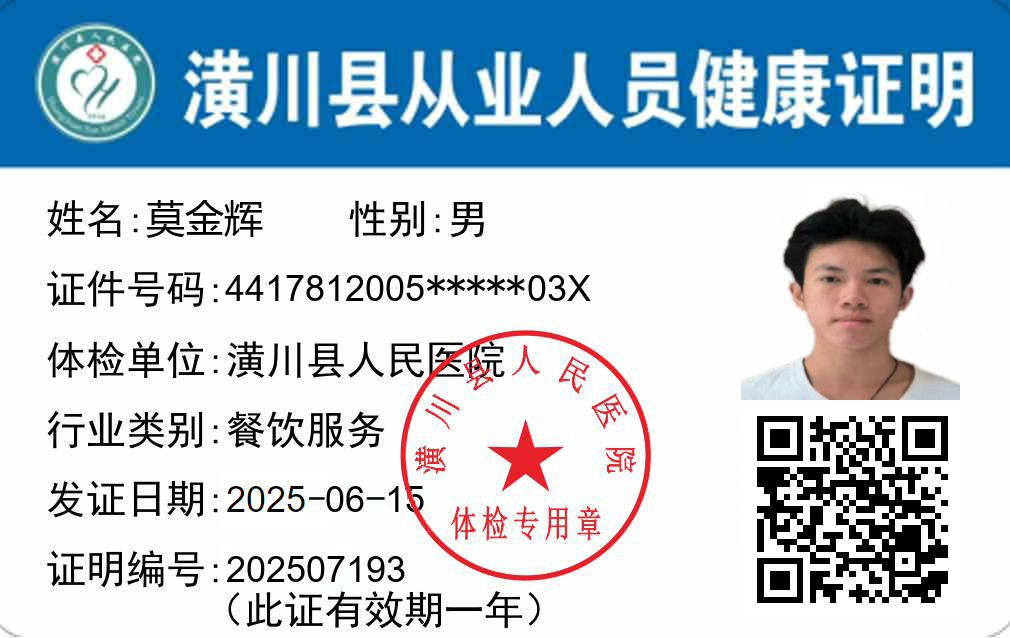 潢川县从业人员健康证明
姓名:莫金辉 性别:男
证件号码:4417812005*****03X
体检单位:潢川县人民医院
行业类别:餐饮服务
发证日期:2025-06-15
证明编号:202507193
(此证有效期一年)
潢川县人民医院
体检专用章